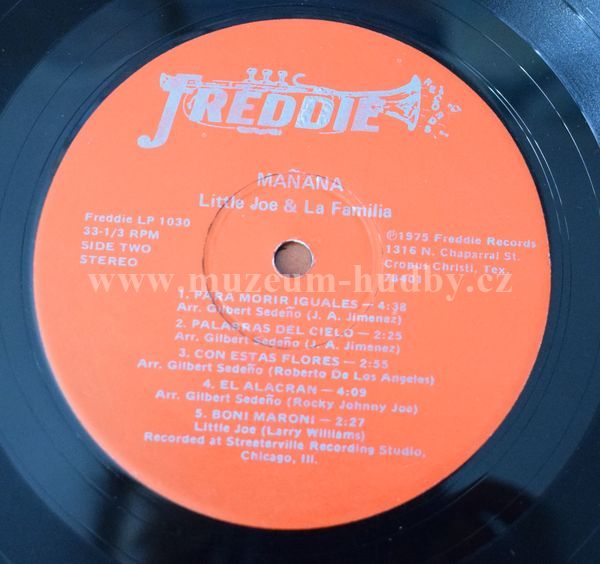 FREDDIE
RECORDS
MAÑANA
Little Joe & La Familia
Freddie LP 1030
33-1/3 RPM
SIDE TWO
STEREO
℗1975 Freddie Records
1316 N. Chaparral St.
Cropus Christi, Tex.
78401
www.muzeum-hudby.cz
1. PARA MORIR IGUALES — 4:38
Arr. Gilbert Sedeño (J. A. Jimenez)
2. PALABRAS DEL CIELO — 2:25
Arr. Gilbert Sedeño (J. A. Jimenez)
3. CON ESTAS FLORES — 2:55
Arr. Gilbert Sedeño (Roberto De Los Angeles)
4. EL ALACRAN — 4:09
Arr. Gilbert Sedeño (Rocky Johnny Joe)
5. BONI MARONI — 2:27
Little Joe (Larry Williams)
Recorded at Streeterville Recording Studio,
Chicago, Ill.